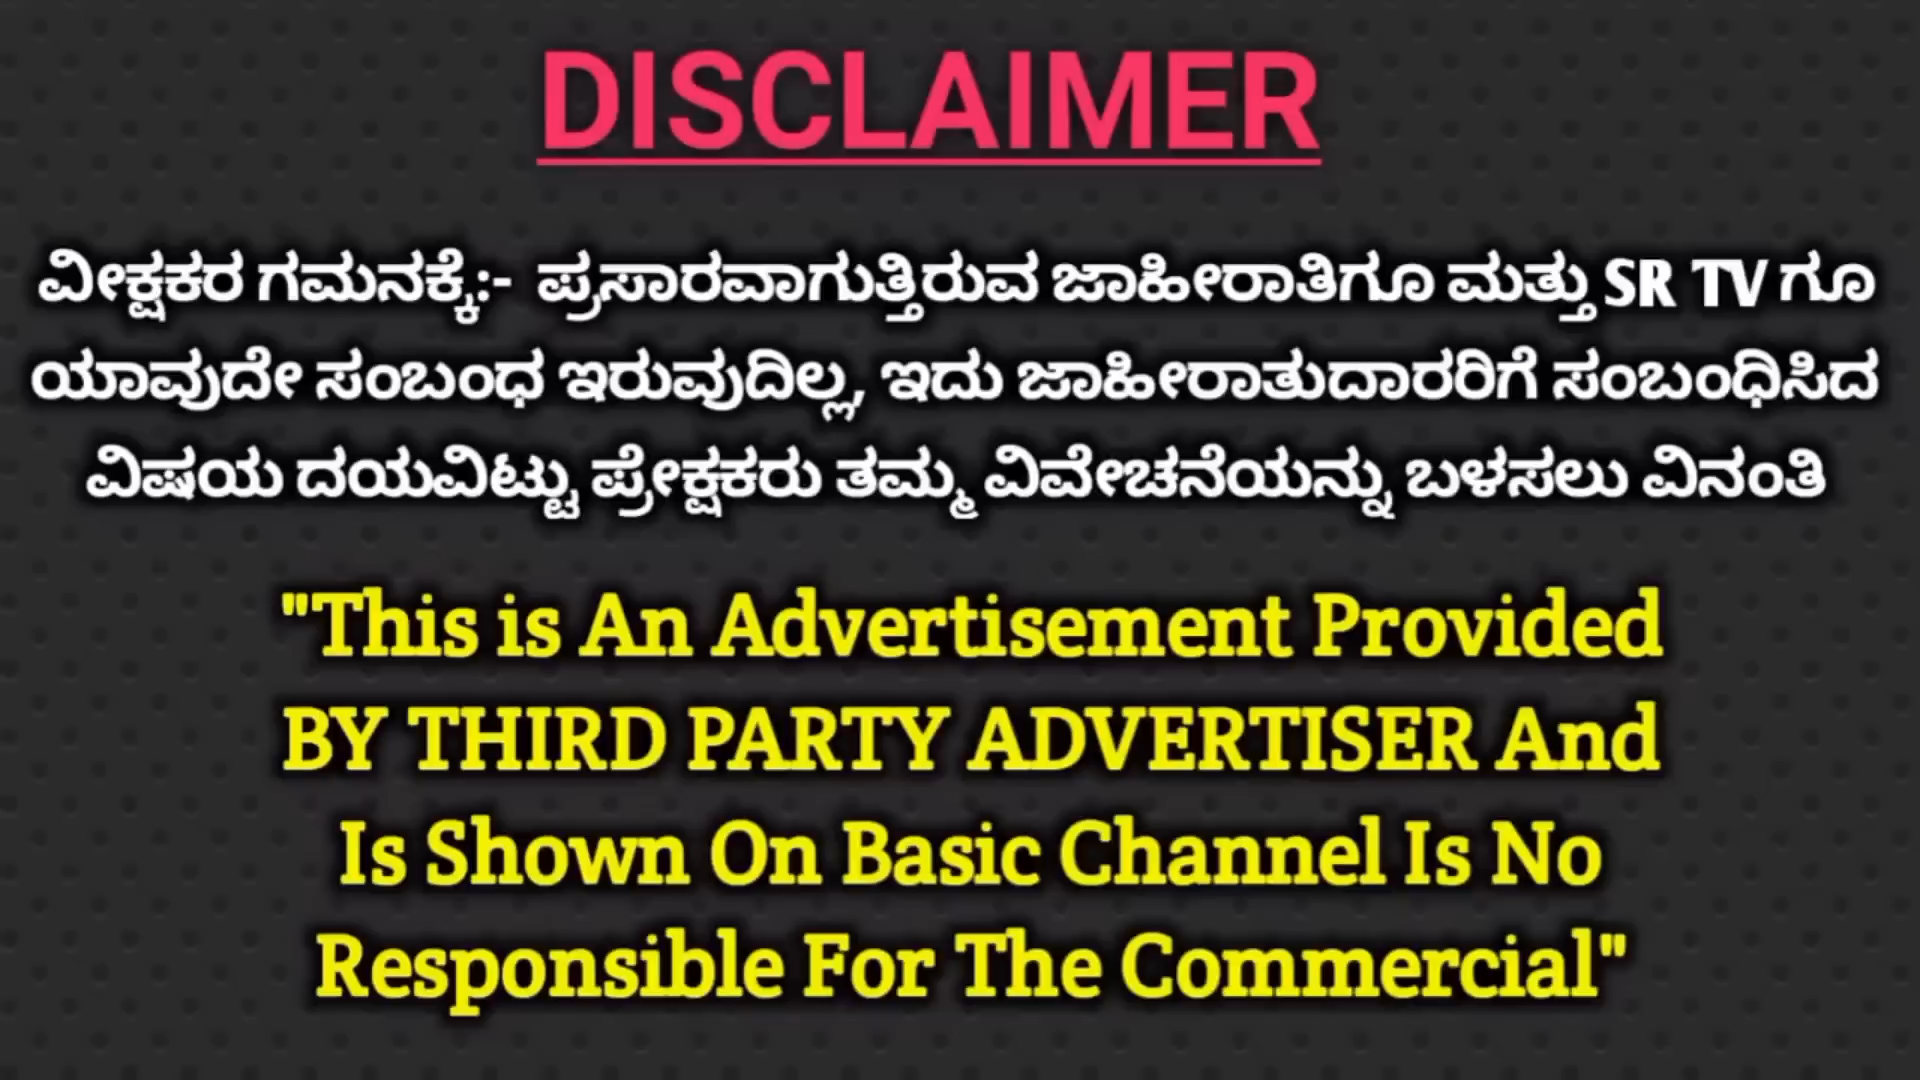 DISCLAIMER
ವೀಕ್ಷಕರ ಗಮನಕ್ಕೆ:- ಪ್ರಸಾರವಾಗುತ್ತಿರುವ ಜಾಹೀರಾತಿಗೂ ಮತ್ತು SR TV ಗೂ
ಯಾವುದೇ ಸಂಬಂಧ ಇರುವುದಿಲ್ಲ, ಇದು ಜಾಹೀರಾತುದಾರರಿಗೆ ಸಂಬಂಧಿಸಿದ
ವಿಷಯ ದಯವಿಟ್ಟು ಪ್ರೇಕ್ಷಕರು ತಮ್ಮ ವಿವೇಚನೆಯನ್ನು ಬಳಸಲು ವಿನಂತಿ
"This is An Advertisement Provided
BY THIRD PARTY ADVERTISER And
Is Shown On Basic Channel Is No
Responsible For The Commercial"